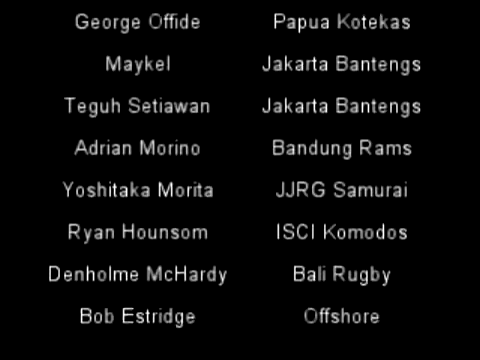 George Offide Papua Kotekas
Maykel Jakarta Bantengs
Teguh Setiawan Jakarta Bantengs
Adrian Morino Bandung Rams
Yoshitaka Morita JJRG Samurai
Ryan Hounsom ISCI Komodos
Denholme McHardy Bali Rugby
Bob Estridge Offshore